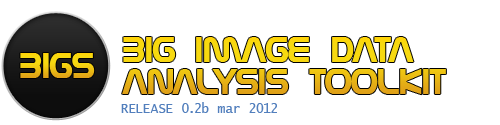 BIGS
BIG IMAGE DATA
ANALYSIS TOOLKIT
RELEASE 0.2b mar 2012